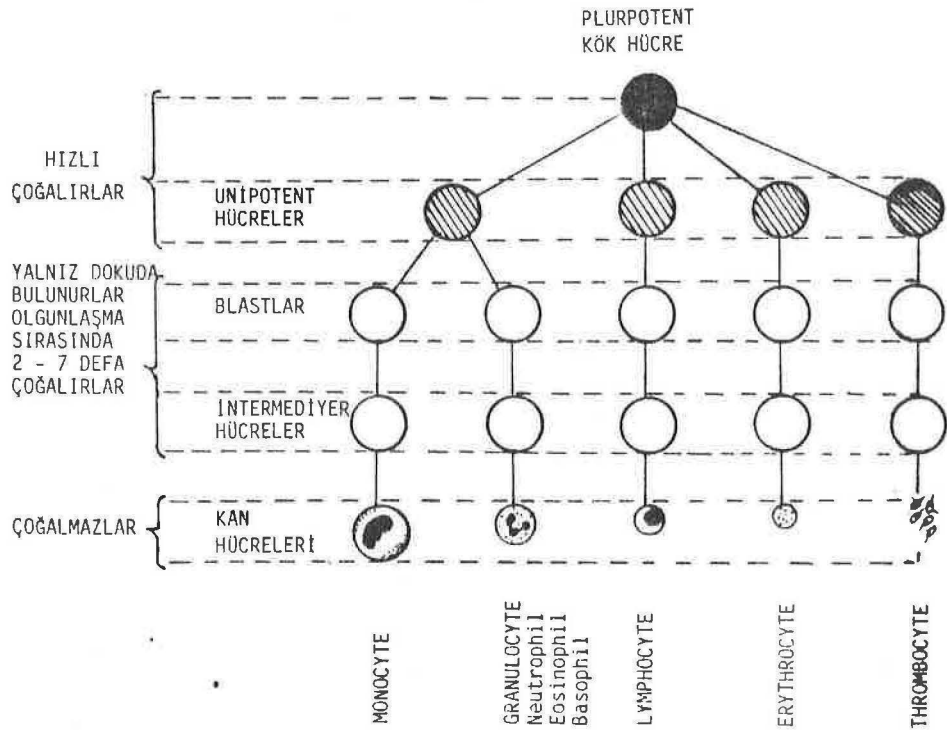 PLURPOTENT
KÖK HÜCRE
HIZLI
ÇOĞALIRLAR
UNİPOTENT
HÜCRELER
YALNIZ DOKUDA
BULUNURLAR
OLGUNLAŞMA
SIRASINDA
2 - 7 DEFA
ÇOĞALIRLAR
BLASTLAR
İNTERMEDİYER
HÜCRELER
ÇOĞALMAZLAR
KAN
HÜCRELERİ
MONOCYTE
GRANULOCYTE
Neutrophil
Eosinophil
Basophil
LYMPHOCYTE
ERYTHROCYTE
THROMBOCYTE